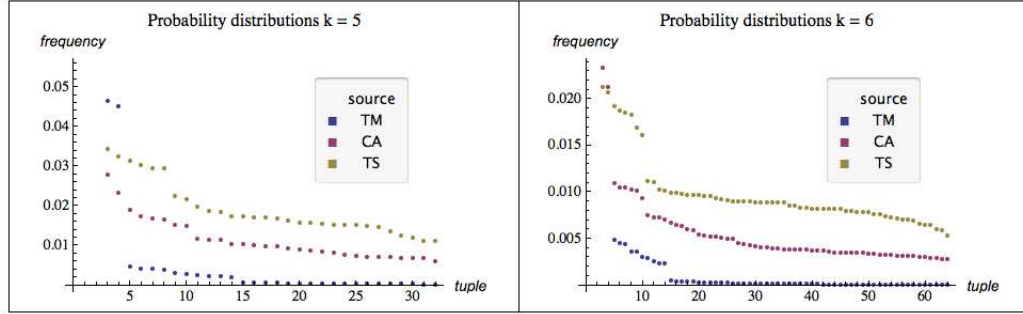 Probability distributions k = 5
frequency
0.05
0.04
0.03
0.02
0.01
source
TM
CA
TS
5 10 15 20 25 30 tuple
Probability distributions k = 6
frequency
0.020
0.015
0.010
0.005
source
TM
CA
TS
10 20 30 40 50 60 tuple